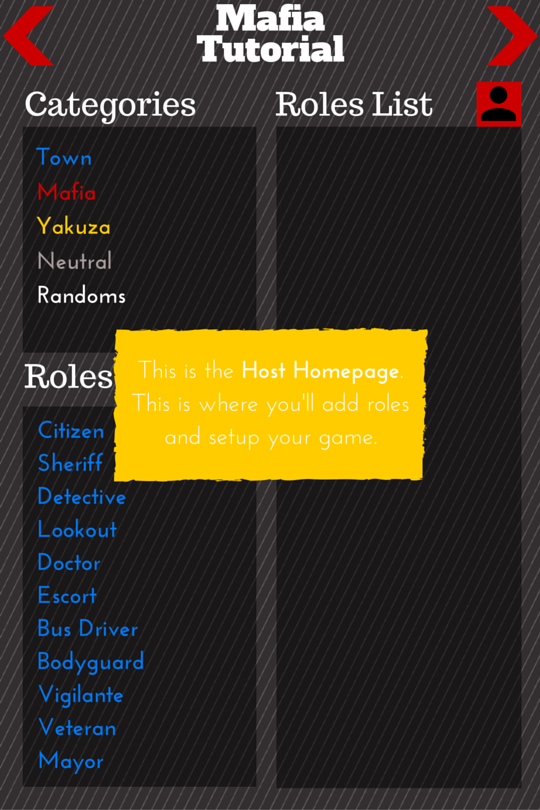 Mafia
Tutorial
Categories
Town
Mafia
Yakuza
Neutral
Randoms
Roles
Citizen
Sheriff
Detective
Lookout
Doctor
Escort
Bus Driver
Bodyguard
Vigilante
Veteran
Mayor
Roles List
This is the Host Homepage.
This is where you'll add roles
and setup your game.